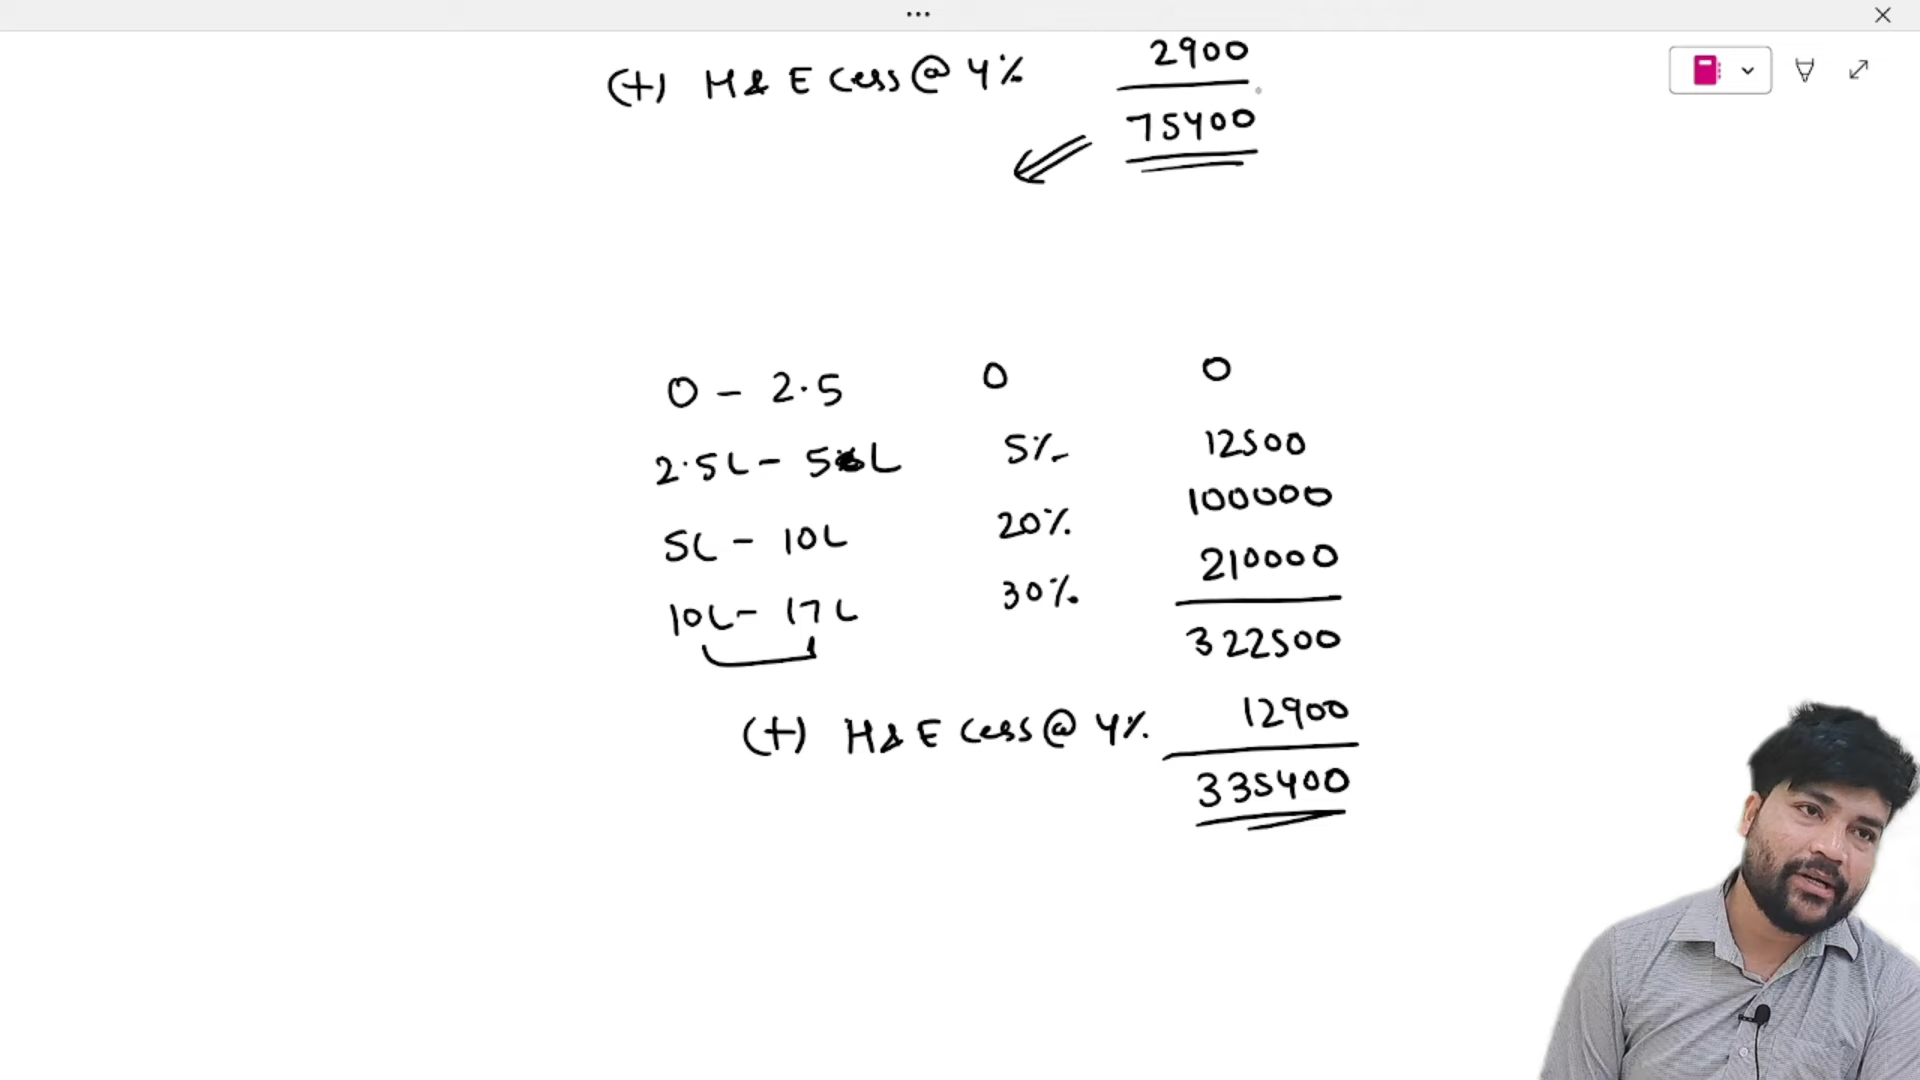 2900
(+) H & E Cess @ 4%
75400
0 - 2.5 0 0
2.5L - 5L 5% 12500
5L - 10L 20% 100000
10L - 17L 30% 210000
322500
(+) H & E Cess @ 4% 12900
335400